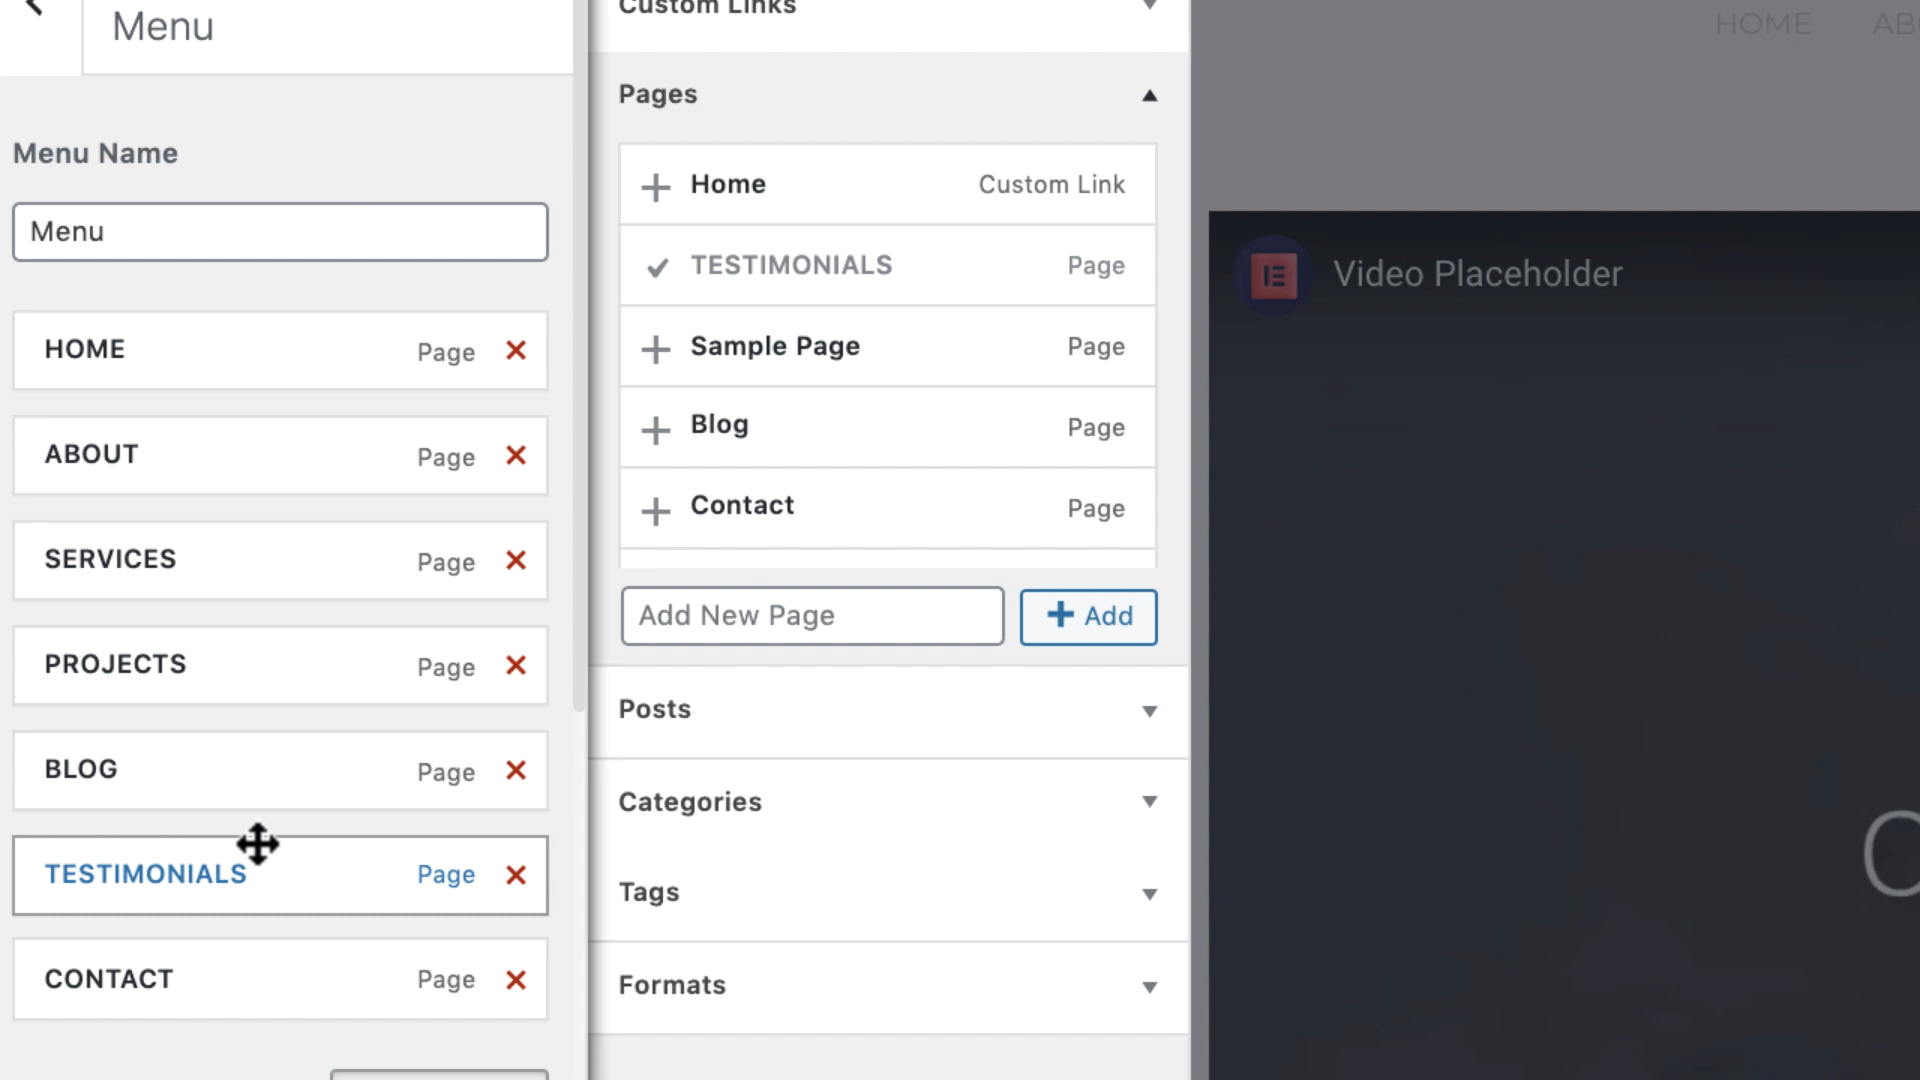 Menu
Menu Name
Menu
HOME Page
ABOUT Page
SERVICES Page
PROJECTS Page
BLOG Page
TESTIMONIALS Page
CONTACT Page
Custom Links
Pages
Home Custom Link
TESTIMONIALS Page
Sample Page Page
Blog Page
Contact Page
Add New Page
Add
Posts
Categories
Tags
Formats
HOME
Video Placeholder